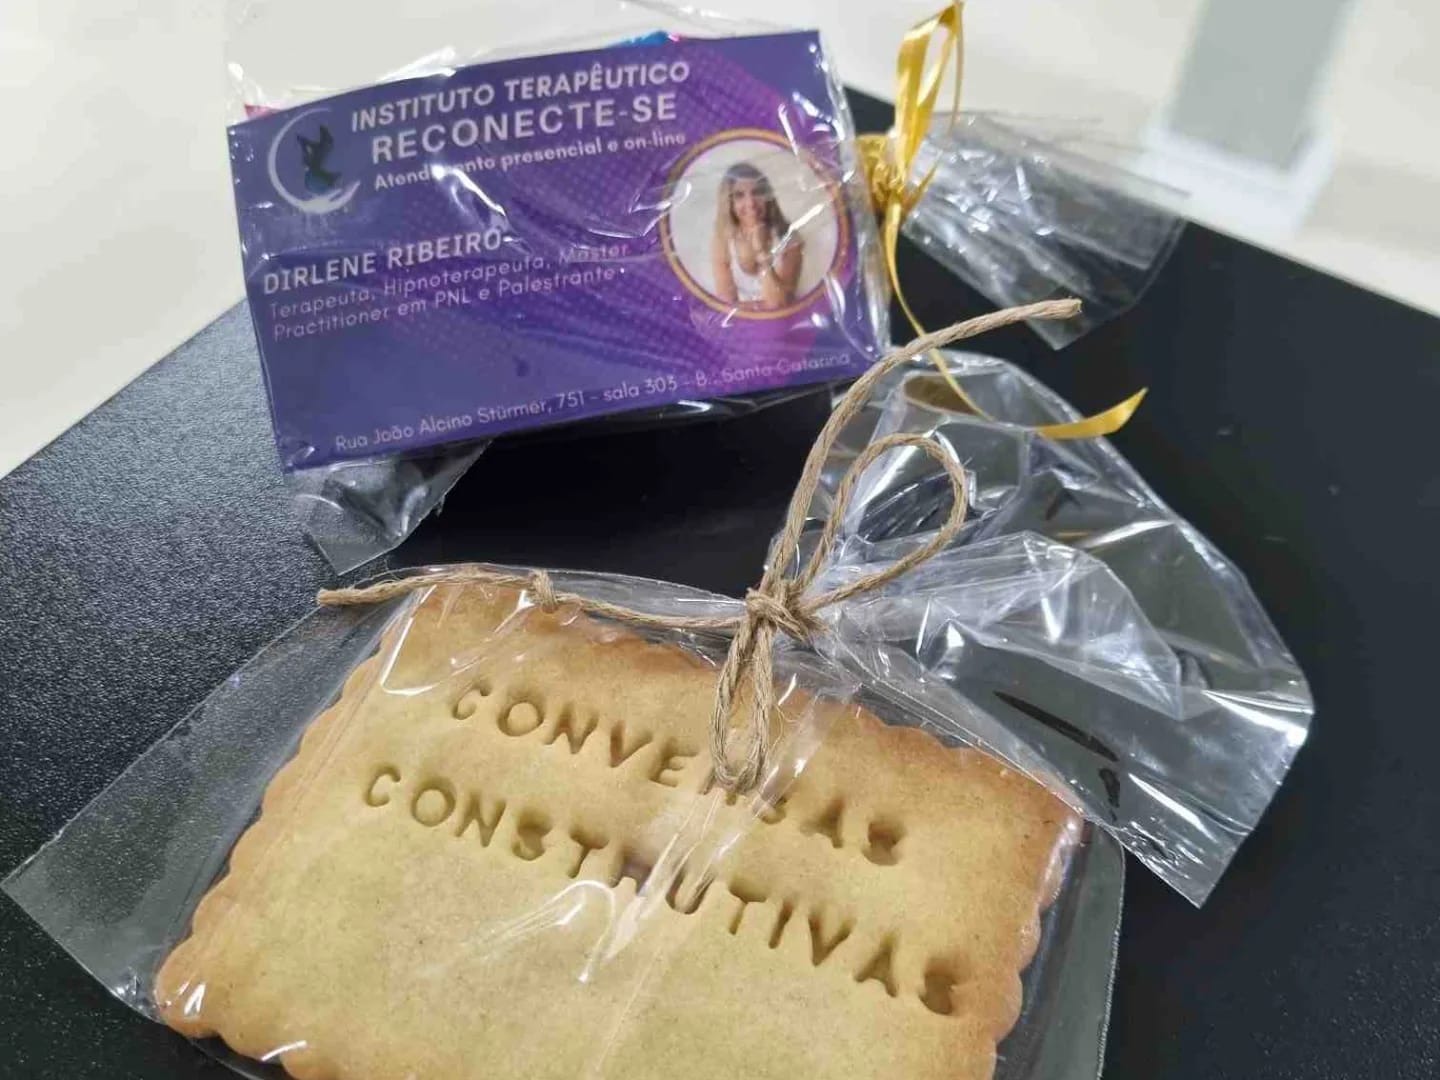 INSTITUTO TERAPÊUTICO
RECONECTE-SE
Atendimento presencial e on-line
DIRLENE RIBEIRO
Terapeuta, Hipnoterapeuta, Master
Practitioner em PNL e Palestrante
Rua João Alcino Stürmer, 751 - sala 303 - B. Santa Catarina
CONVERSAS
CONSTRUTIVAS